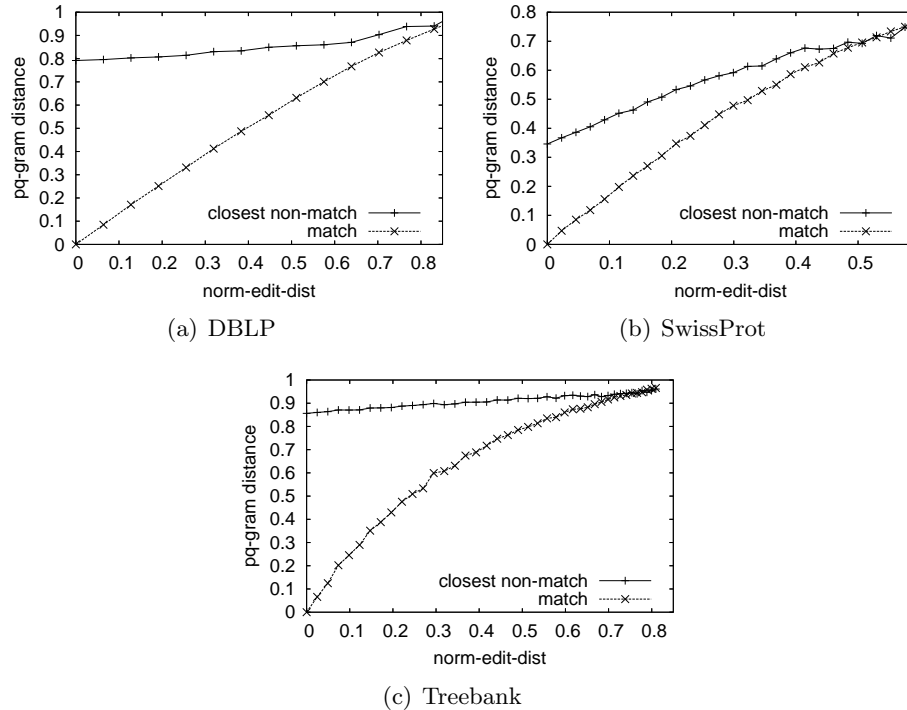 1
0.9
0.8
0.7
0.6
0.5
0.4
0.3
0.2
0.1
0
pq-gram distance
closest non-match
match
0 0.1 0.2 0.3 0.4 0.5 0.6 0.7 0.8
norm-edit-dist
(a) DBLP
0.8
0.7
0.6
0.5
0.4
0.3
0.2
0.1
0
pq-gram distance
closest non-match
match
0 0.1 0.2 0.3 0.4 0.5
norm-edit-dist
(b) SwissProt
1
0.9
0.8
0.7
0.6
0.5
0.4
0.3
0.2
0.1
0
pq-gram distance
closest non-match
match
0 0.1 0.2 0.3 0.4 0.5 0.6 0.7 0.8
norm-edit-dist
(c) Treebank